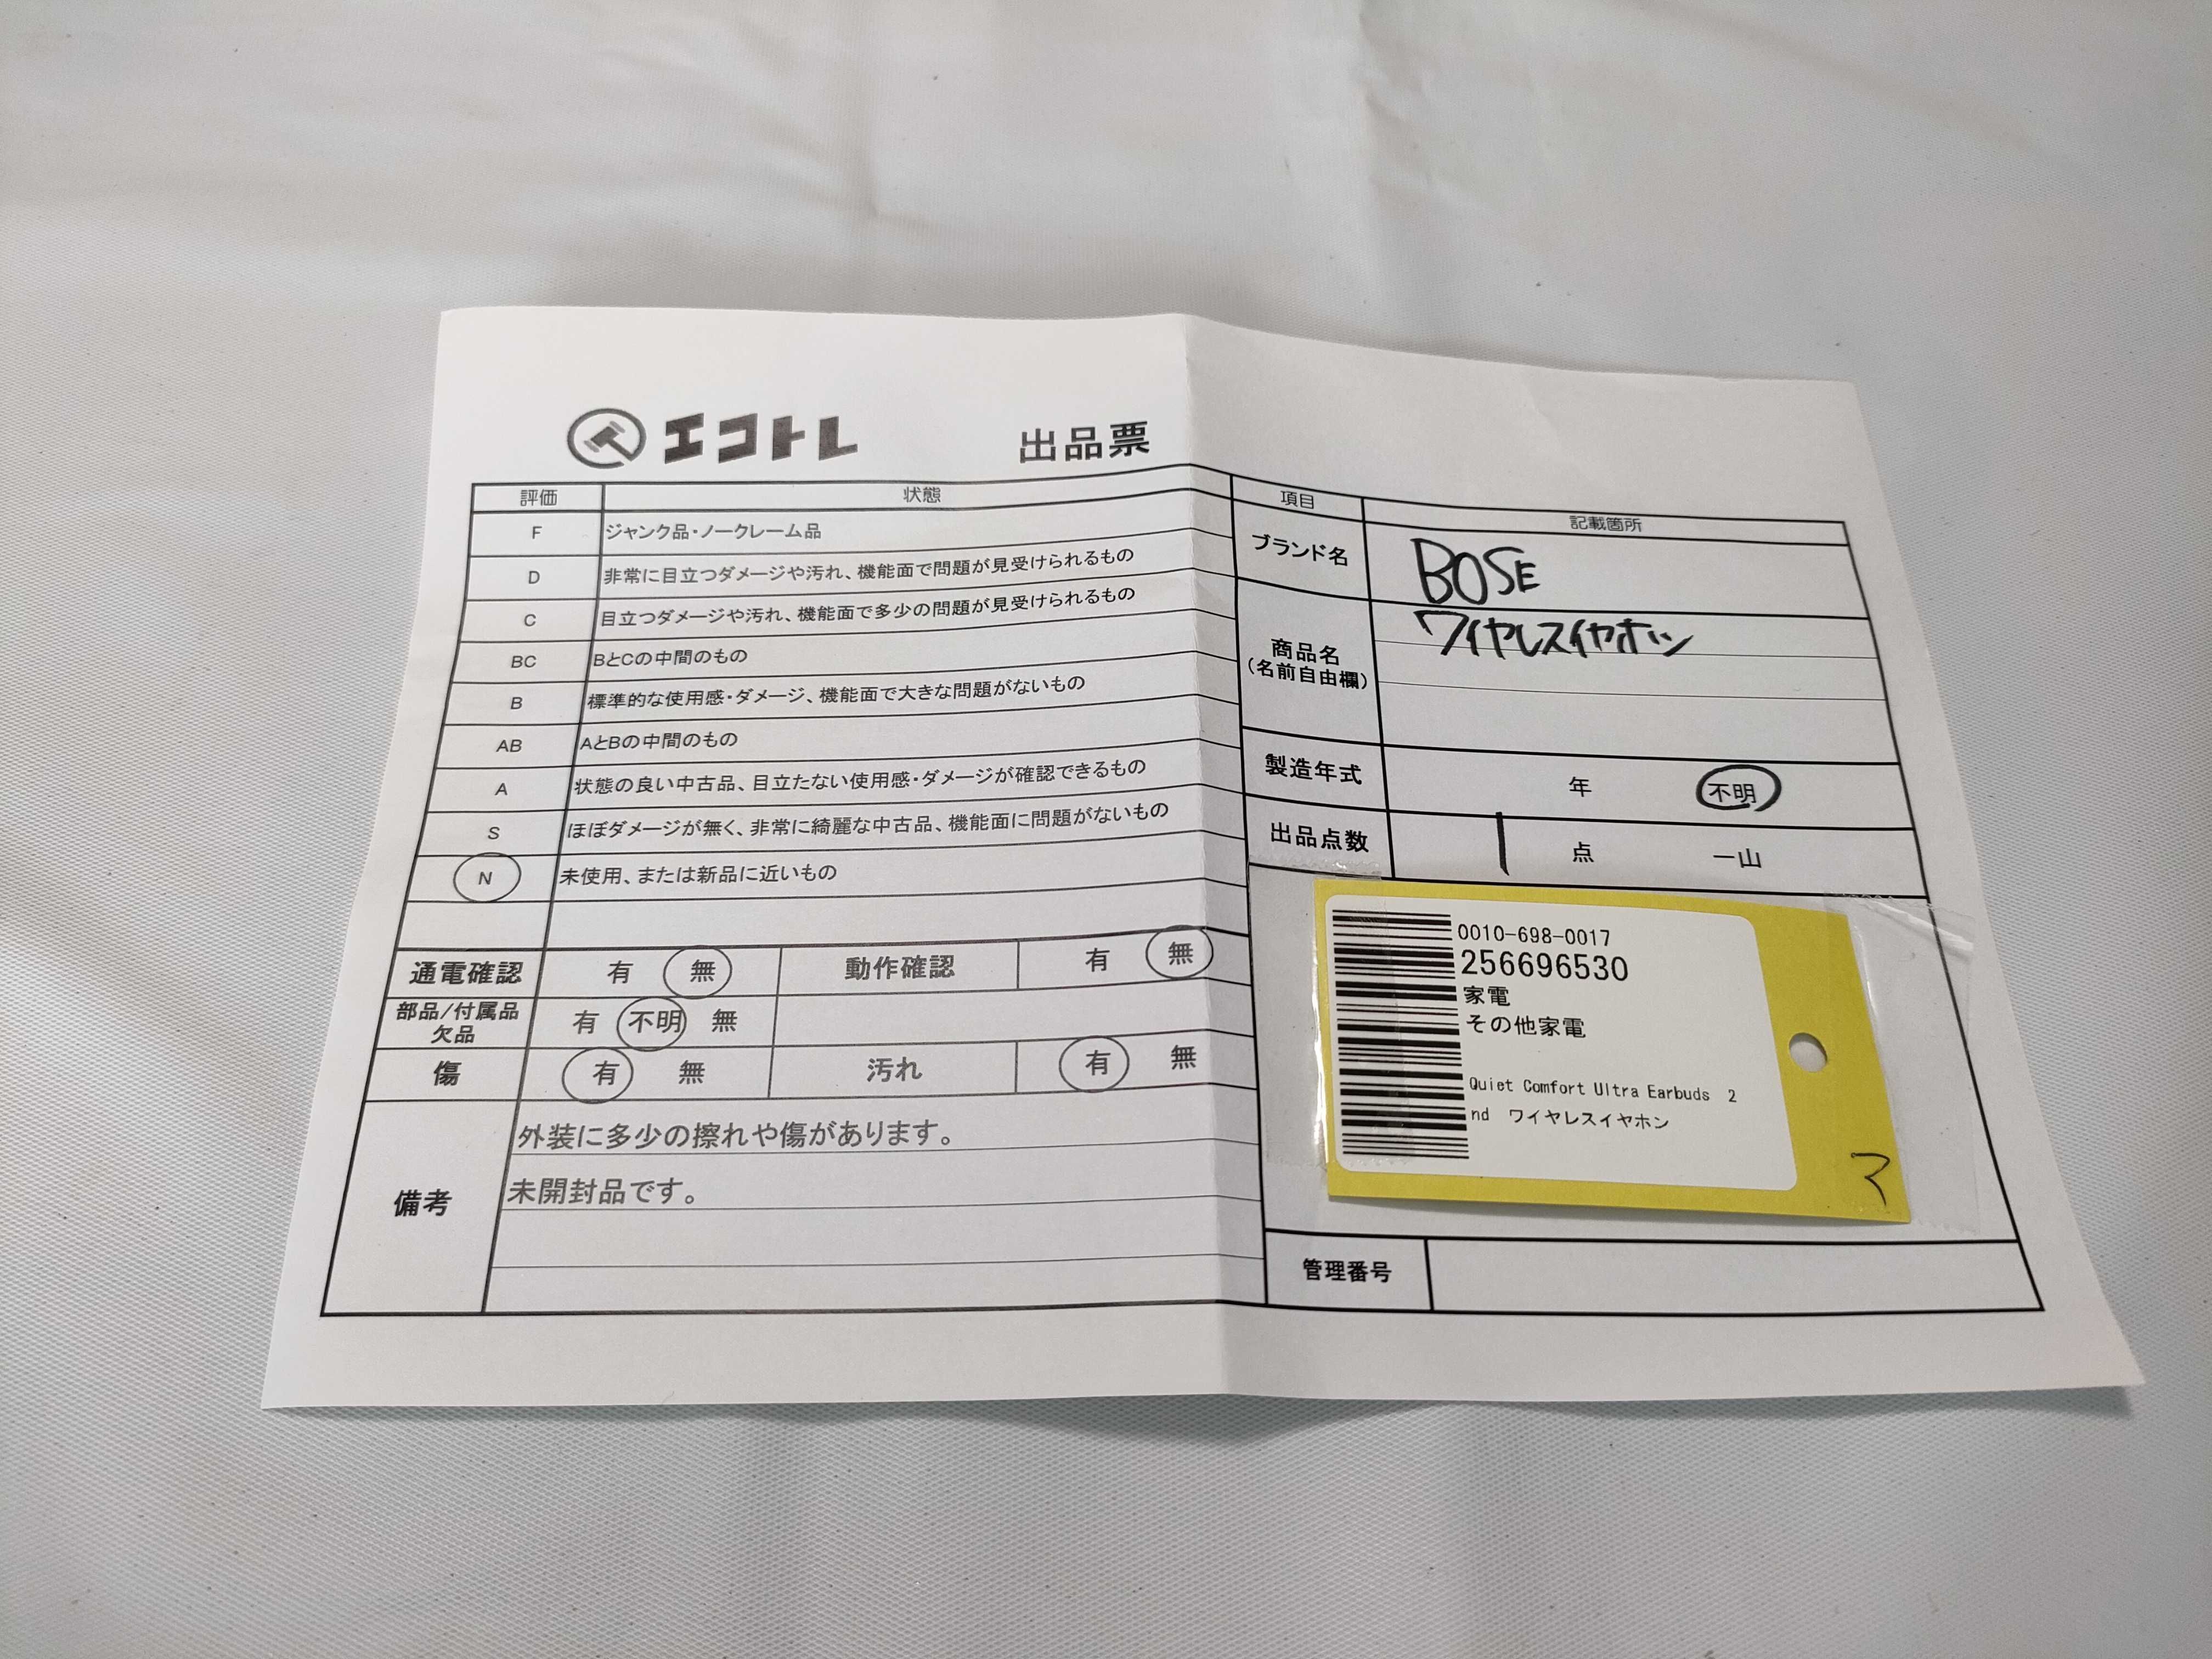 エコトレ 出品票
評価 状態
F ジャンク品・ノークレーム品
D 非常に目立つダメージや汚れ、機能面で問題が見受けられるもの
C 目立つダメージや汚れ、機能面で多少の問題が見受けられるもの
BC BとCの中間のもの
B 標準的な使用感・ダメージ、機能面で大きな問題がないもの
AB AとBの中間のもの
A 状態の良い中古品、目立たない使用感・ダメージが確認できるもの
S ほぼダメージが無く、非常に綺麗な中古品、機能面に問題がないもの
N 未使用、または新品に近いもの
通電確認 有 無 動作確認 有 無
部品/付属品
欠品 有 不明 無
傷 有 無 汚れ 有 無
備考
外装に多少の擦れや傷があります。
未開封品です。
項目 記載箇所
ブランド名 BOSE
商品名
(名前自由欄)
ワイヤレスイヤホン
製造年式 年 不明
出品点数 1 点 一山
0010-698-0017
256696530
家電
その他家電
Quiet Comfort Ultra Earbuds 2
nd ワイヤレスイヤホン
マ
管理番号